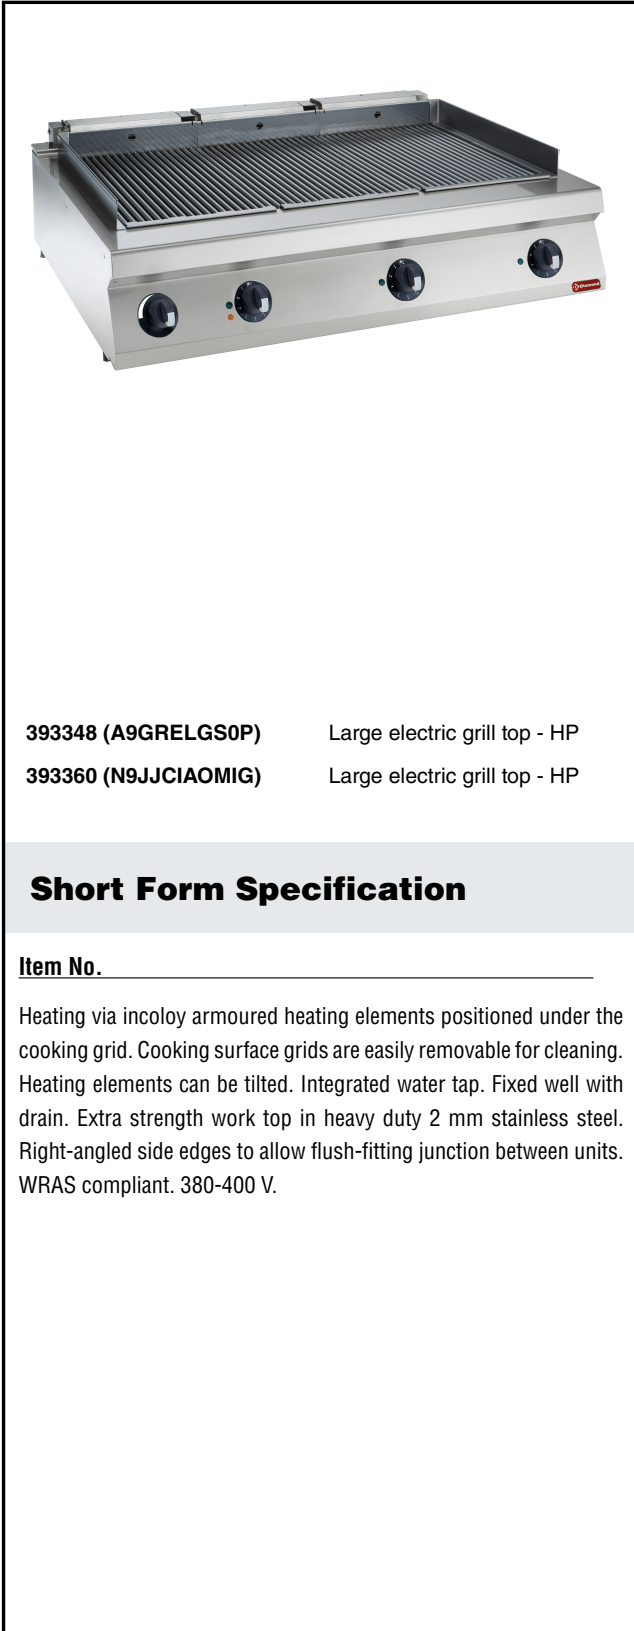 Diamond
393348 (A9GRELGS0P) Large electric grill top - HP
393360 (N9JJCIAOMIG) Large electric grill top - HP
Short Form Specification
Item No.
Heating via incoloy armoured heating elements positioned under the
cooking grid. Cooking surface grids are easily removable for cleaning.
Heating elements can be tilted. Integrated water tap. Fixed well with
drain. Extra strength work top in heavy duty 2 mm stainless steel.
Right-angled side edges to allow flush-fitting junction between units.
WRAS compliant. 380-400 V.